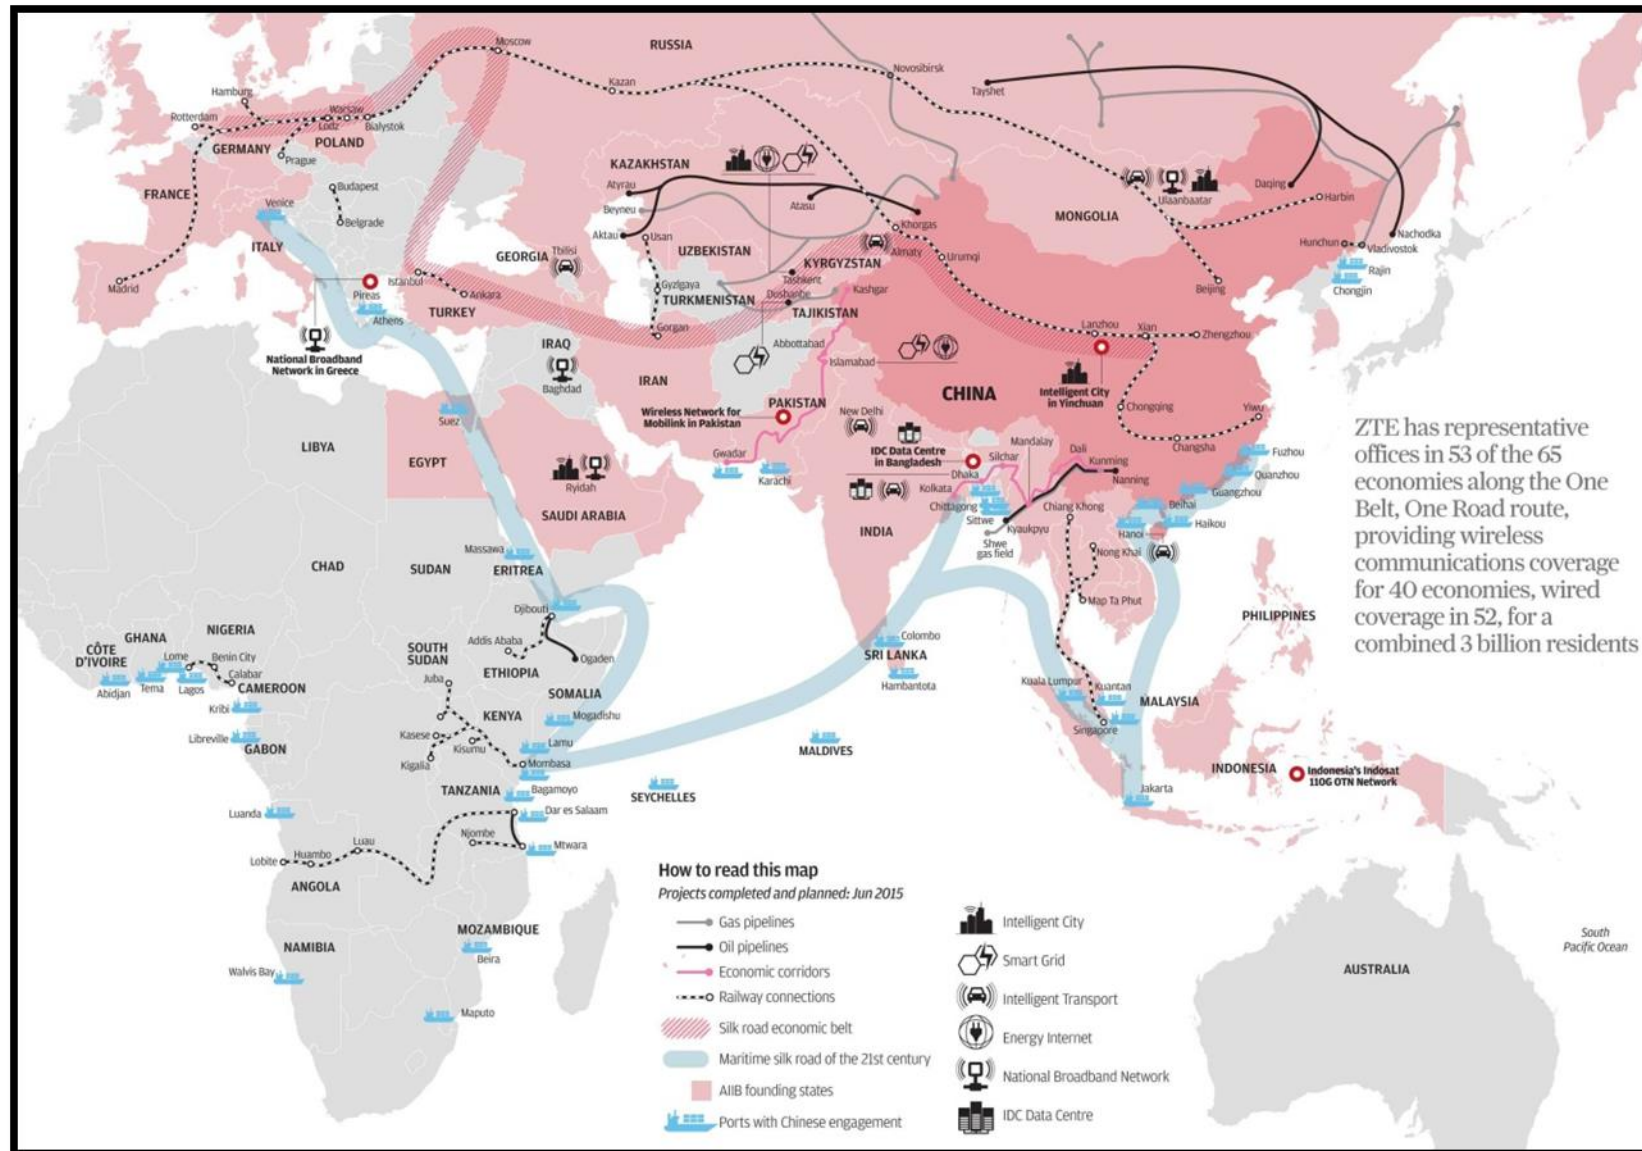 Moscow
RUSSIA
Novosibirsk
Kazan
Tayshet
Hamburg
Rotterdam
Warsaw
Lodz
Bialystok
GERMANY
POLAND
Prague
KAZAKHSTAN
FRANCE
Budapest
Atyrau
Beyneu
Atasu
Ulaanbaatar
Daqing
Harbin
Venice
Belgrade
Aktau
Usan
Khorgas
MONGOLIA
ITALY
GEORGIA
Tbilisi
UZBEKISTAN
Almaty
Urumqi
Hunchun
Vladivostok
Nachodka
KYRGYZSTAN
Rajin
Madrid
Pireas
Istanbul
Ankara
Gyzlgaya
TURKMENISTAN
Tashkent
Doshanbe
Kashgar
Beijing
Chongjin
Athens
TURKEY
TAJIKISTAN
Gorgan
Lanzhou
Xian
Zhengzhou
National Broadband
Network in Greece
IRAQ
Baghdad
Abbottabad
Islamabad
IRAN
CHINA
Intelligent City
in Yinchuan
Wireless Network for
Mobilink in Pakistan
PAKISTAN
New Delhi
Chongqing
Yiwu
Suez
LIBYA
EGYPT
Gwadar
Karachi
IDC Data Centre
in Bangladesh
Mandalay
Silchar
Dali
Kunming
Changsha
Fuzhou
Dhaka
Quanzhou
Nanning
Ryidah
Kolkata
Chittagong
Guangzhou
SAUDI ARABIA
Sittwe
Chiang Khong
Beihai
Haikou
INDIA
Kyaukpyu
Hanoi
Shwe
gas field
Massawa
ERITREA
Nong Khai
CHAD
SUDAN
Djibouti
Map Ta Phut
PHILIPPINES
GHANA
NIGERIA
CÔTE
D'IVOIRE
Lome
Benin City
SOUTH
SUDAN
Addis Ababa
Colombo
SRI LANKA
Ogaden
ETHIOPIA
Abidjan
Tema
Lagos
Calabar
CAMEROON
Juba
Hambantota
Kuala Lumpur
Kuantan
SOMALIA
MALAYSIA
Kribi
KENYA
Mogadishu
Singapore
Libreville
GABON
Kasese
Kisumu
Lamu
MALDIVES
Kigalia
Mombasa
INDONESIA
Indonesia's Indosat
110G OTN Network
TANZANIA
Bagamoyo
SEYCHELLES
Jakarta
Luanda
Dar es Salaam
Njombe
Mtwara
Lobite
Huambo
Luau
ANGOLA
MOZAMBIQUE
NAMIBIA
Beira
Walvis Bay
Maputo
AUSTRALIA
South
Pacific Ocean
ZTE has representative
offices in 53 of the 65
economies along the One
Belt, One Road route,
providing wireless
communications coverage
for 40 economies, wired
coverage in 52, for a
combined 3 billion residents
How to read this map
Projects completed and planned: Jun 2015
Gas pipelines
Oil pipelines
Economic corridors
Railway connections
Silk road economic belt
Maritime silk road of the 21st century
AIIB founding states
Ports with Chinese engagement
Intelligent City
Smart Grid
Intelligent Transport
Energy Internet
National Broadband Network
IDC Data Centre